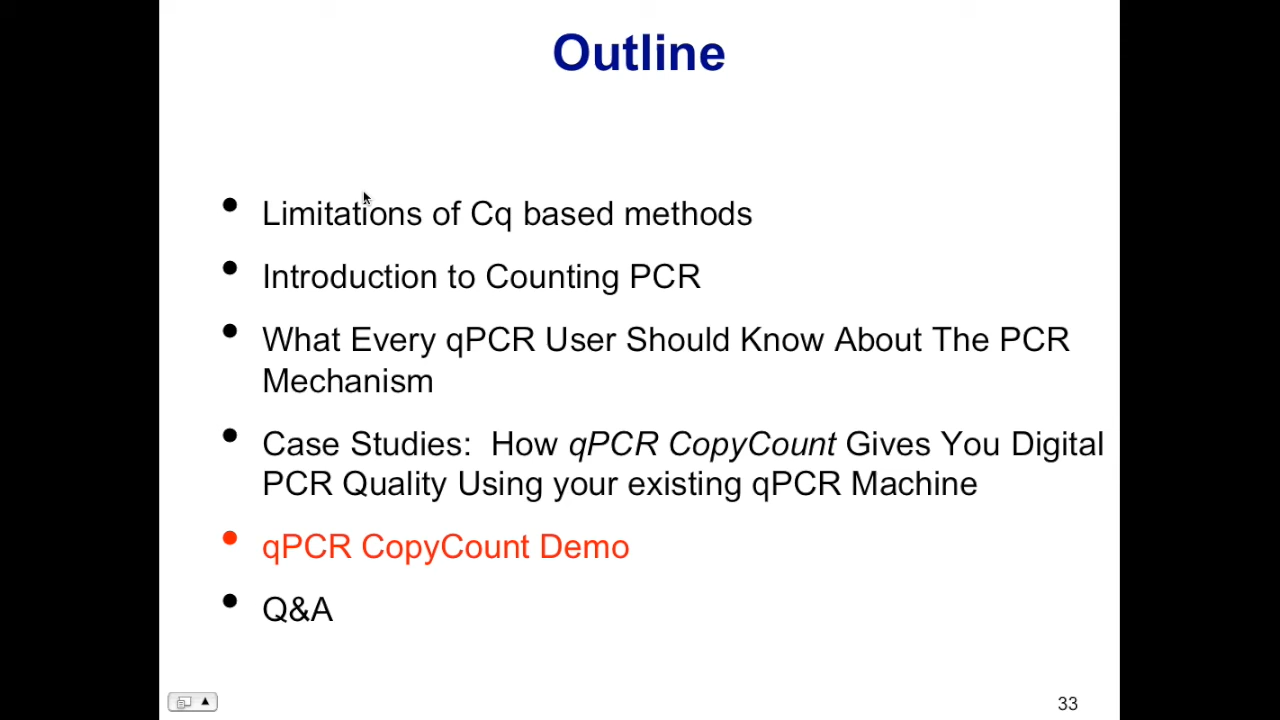 Outline
• Limitations of Cq based methods
• Introduction to Counting PCR
• What Every qPCR User Should Know About The PCR
Mechanism
• Case Studies:  How qPCR CopyCount Gives You Digital
PCR Quality Using your existing qPCR Machine
• qPCR CopyCount Demo
• Q&A
33